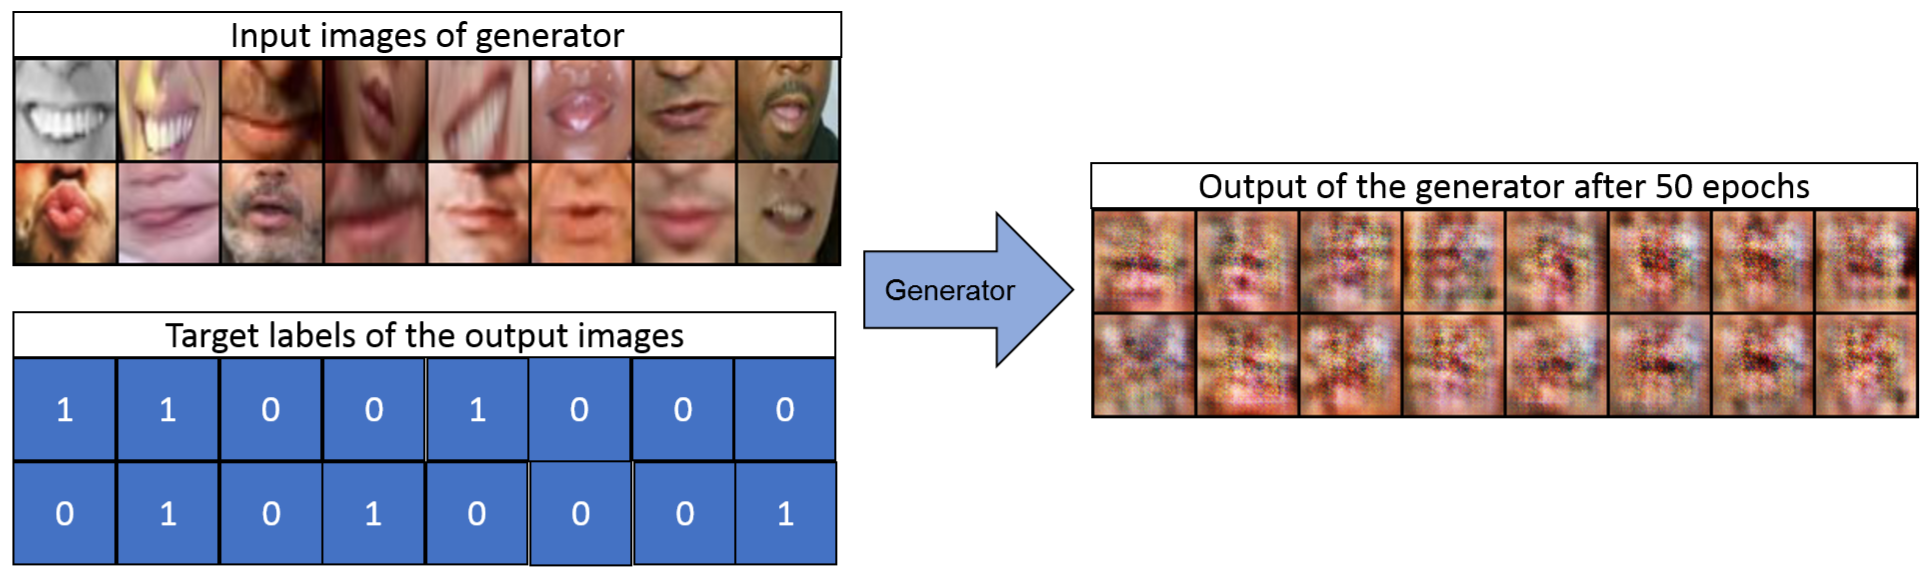 Input images of generator
Target labels of the output images
1 1 0 0 1 0 0 0
0 1 0 1 0 0 0 1
Generator
Output of the generator after 50 epochs